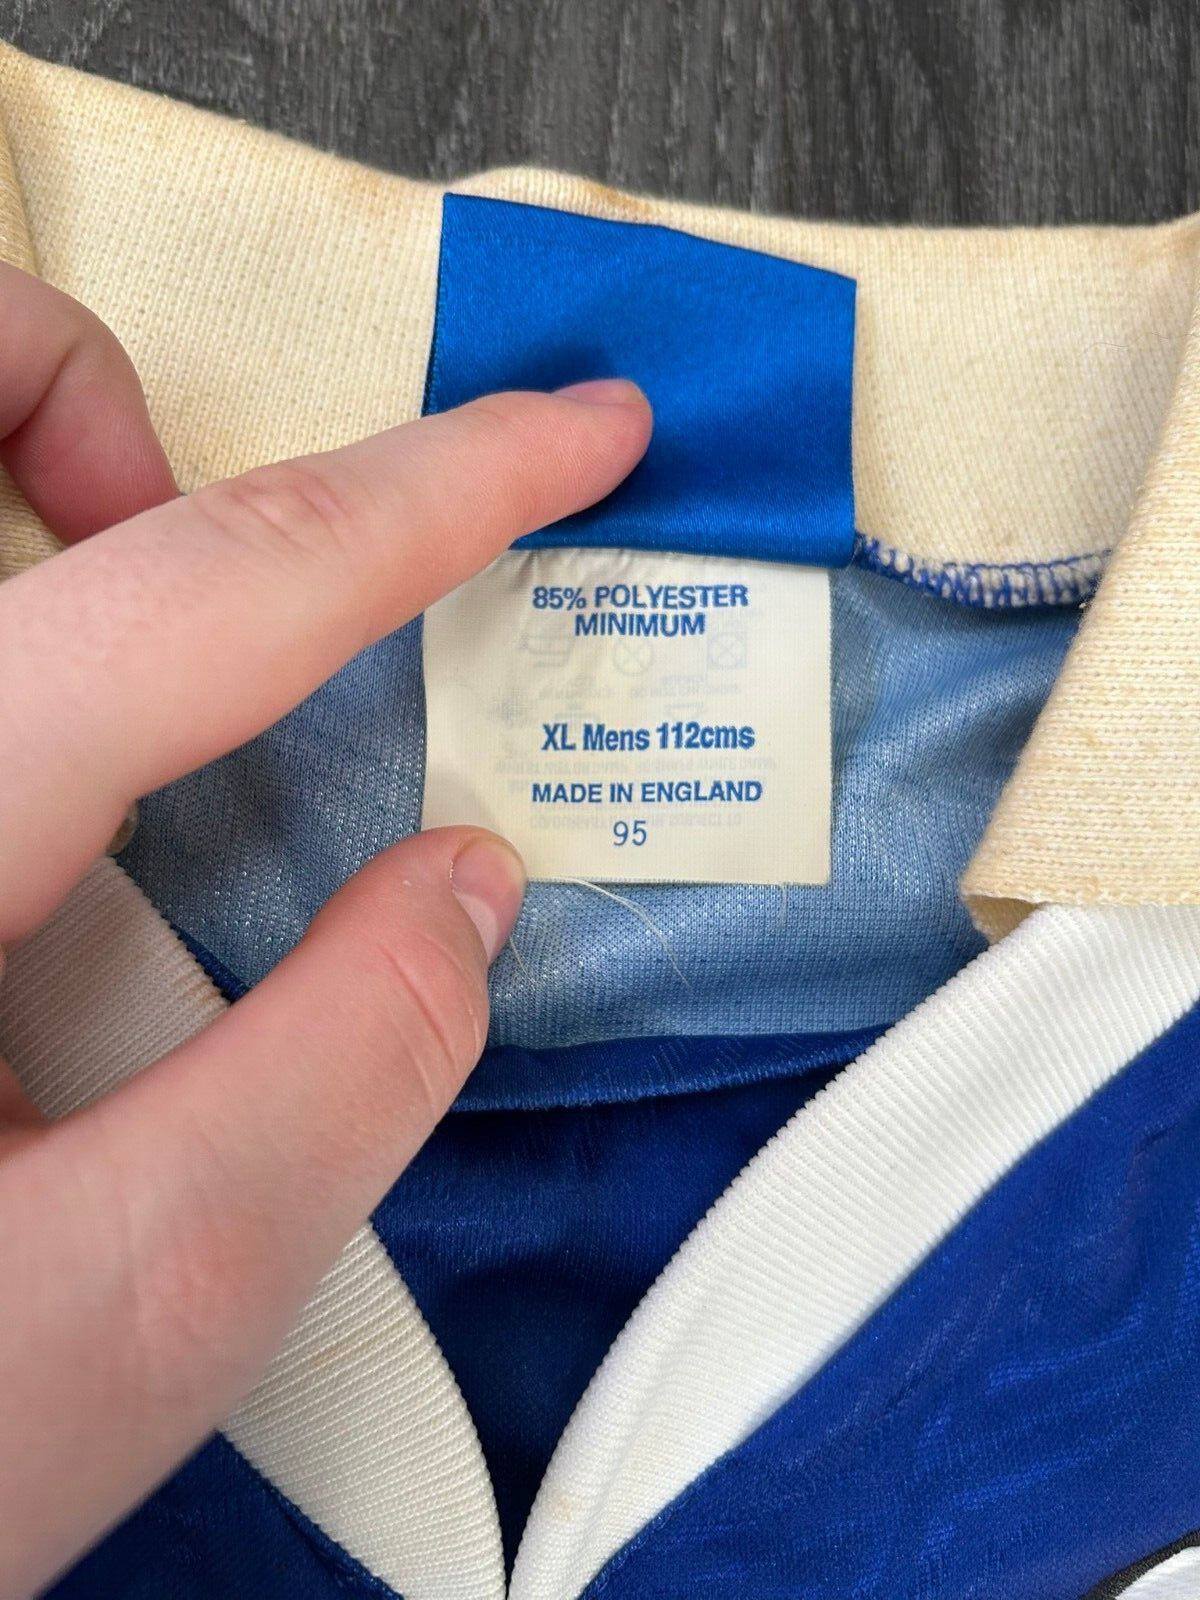 85% POLYESTER
MINIMUM
XL Mens 112cms
MADE IN ENGLAND
95